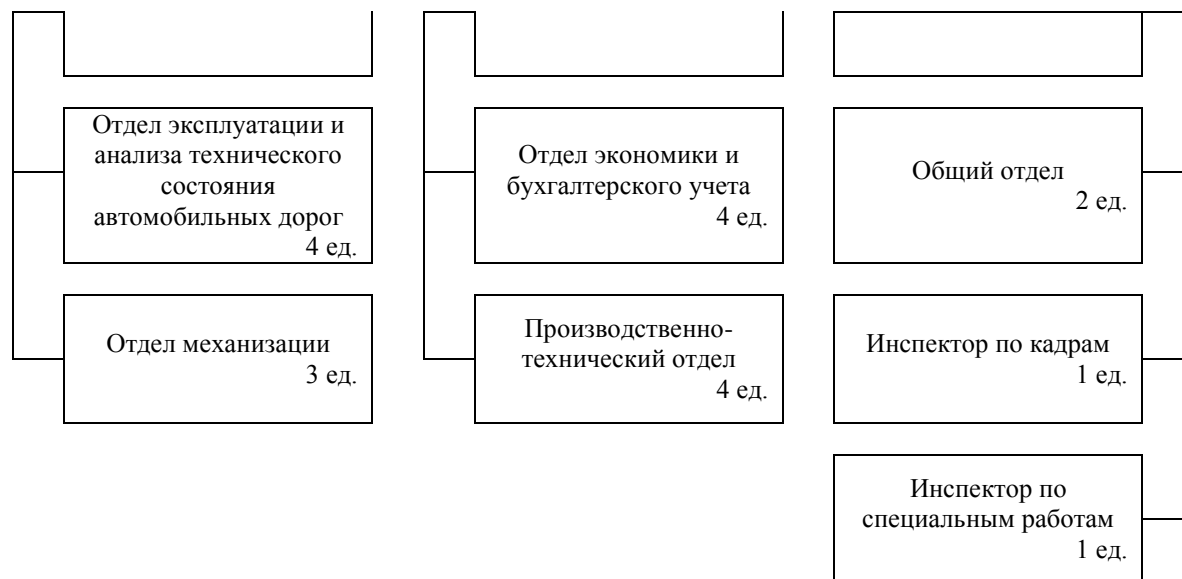 Отдел эксплуатации и
анализа технического
состояния
автомобильных дорог
4 ед.
Отдел экономики и
бухгалтерского учета
4 ед.
Общий отдел
2 ед.
Отдел механизации
3 ед.
Производственно-
технический отдел
4 ед.
Инспектор по кадрам
1 ед.
Инспектор по
специальным работам
1 ед.